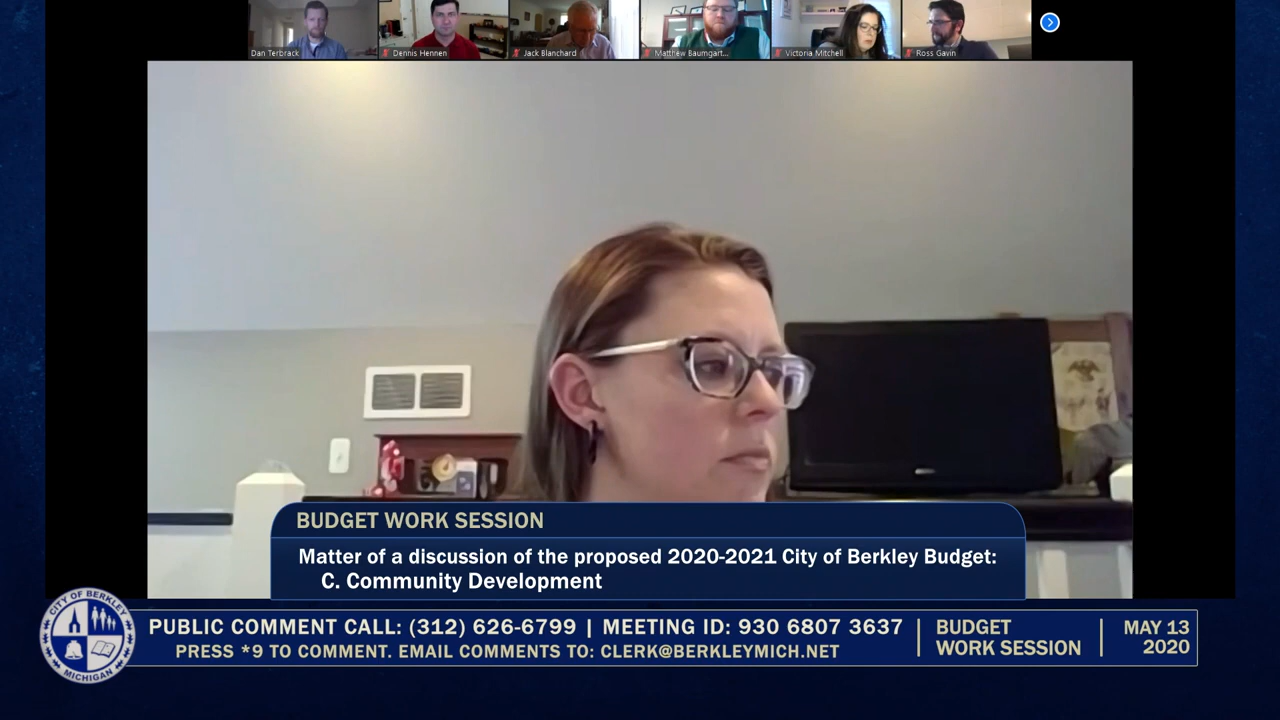 Dan Terbrack
Dennis Hennen
Jack Blanchard
Matthew Baumgart...
Victoria Mitchell
Ross Gavin
BUDGET WORK SESSION
Matter of a discussion of the proposed 2020-2021 City of Berkley Budget:
C. Community Development
CITY OF BERKLEY
MICHIGAN
PUBLIC COMMENT CALL: (312) 626-6799 | MEETING ID: 930 6807 3637
PRESS *9 TO COMMENT. EMAIL COMMENTS TO: CLERK@BERKLEYMICH.NET
BUDGET
WORK SESSION
MAY 13
2020